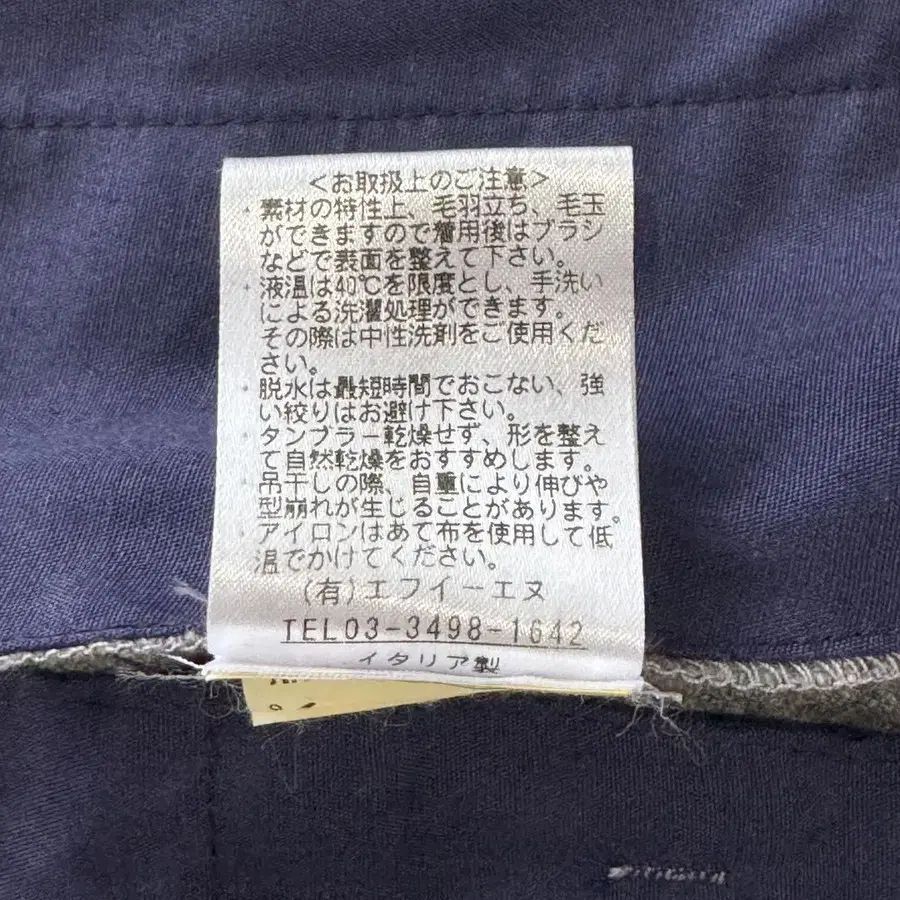 <お取扱上のご注意>
・素材の特性上、毛羽立ち、毛玉
ができますので着用後はブラシ
などで表面を整えて下さい。
・液温は40℃を限度とし、手洗い
による洗濯処理ができます。
その際は中性洗剤をご使用くだ
さい。
・脱水は最短時間でおこない、強
い絞りはお避け下さい。
・タンブラー乾燥せず、形を整え
て自然乾燥をおすすめします。
・吊干しの際、自重により伸びや
型崩れが生じることがあります。
・アイロンはあて布を使用して低
温でかけてください。
(有)エフイーエヌ
TEL03-3498-1642
イタリア製